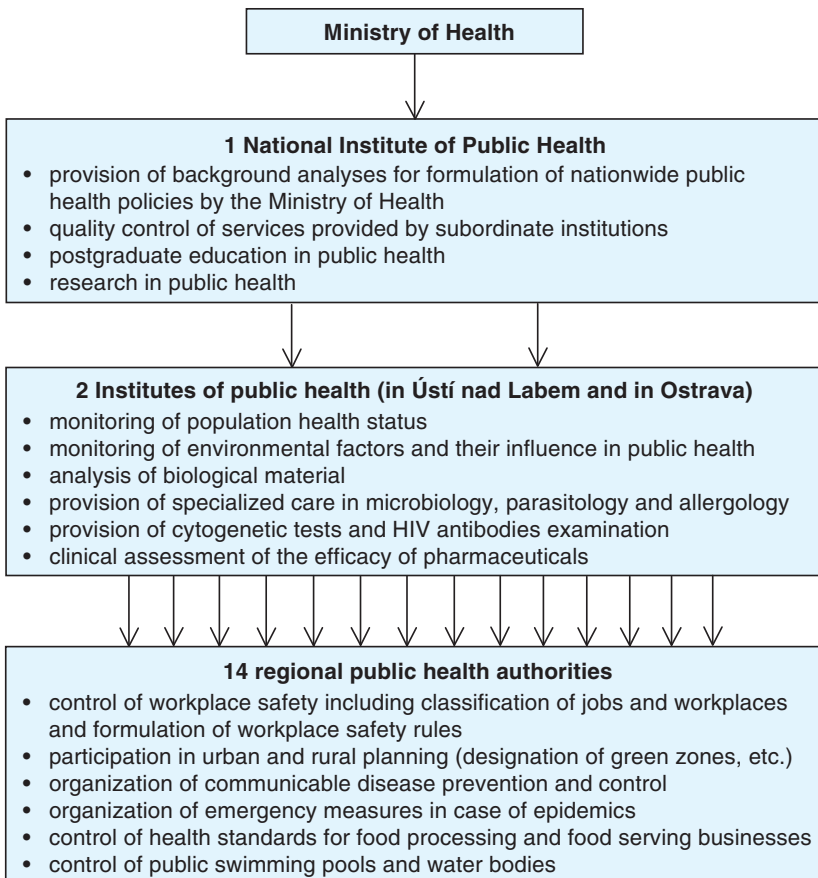 Ministry of Health
1 National Institute of Public Health
• provision of background analyses for formulation of nationwide public
health policies by the Ministry of Health
• quality control of services provided by subordinate institutions
• postgraduate education in public health
• research in public health
2 Institutes of public health (in Ústí nad Labem and in Ostrava)
• monitoring of population health status
• monitoring of environmental factors and their influence in public health
• analysis of biological material
• provision of specialized care in microbiology, parasitology and allergology
• provision of cytogenetic tests and HIV antibodies examination
• clinical assessment of the efficacy of pharmaceuticals
14 regional public health authorities
• control of workplace safety including classification of jobs and workplaces
and formulation of workplace safety rules
• participation in urban and rural planning (designation of green zones, etc.)
• organization of communicable disease prevention and control
• organization of emergency measures in case of epidemics
• control of health standards for food processing and food serving businesses
• control of public swimming pools and water bodies